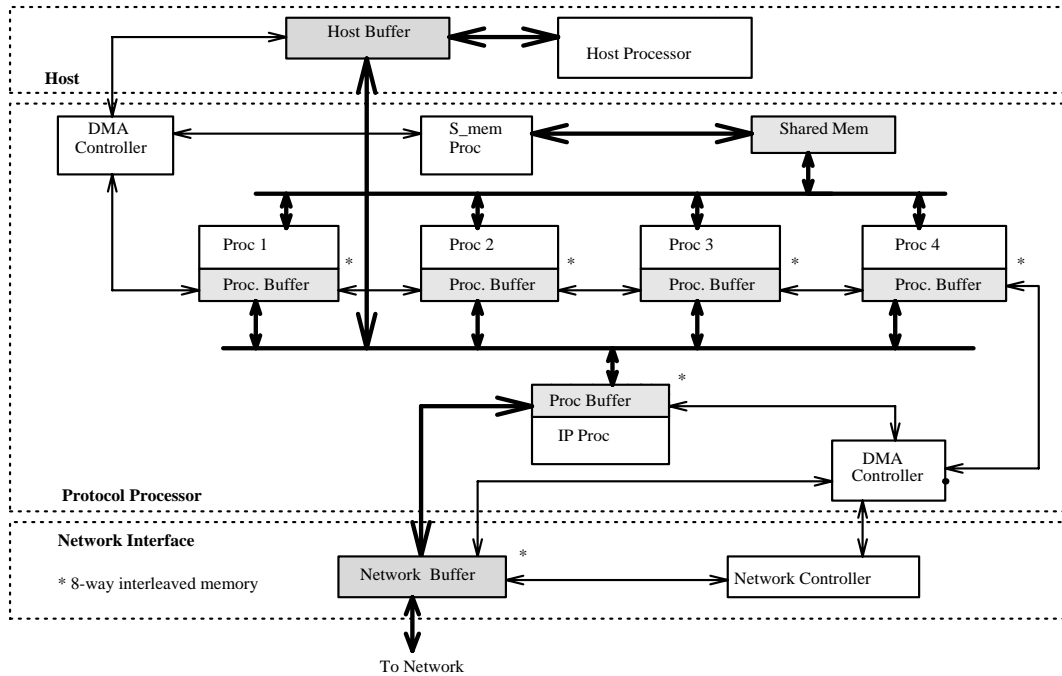 Host Buffer
Host Processor
Host
DMA
Controller
S_mem
Proc
Shared Mem
Proc 1
Proc 2
Proc 3
Proc 4
*
*
*
*
Proc. Buffer
Proc. Buffer
Proc. Buffer
Proc. Buffer
*
Proc Buffer
IP Proc
DMA
Controller
Protocol Processor
Network Interface
*
* 8-way interleaved memory
Network Buffer
Network Controller
To Network